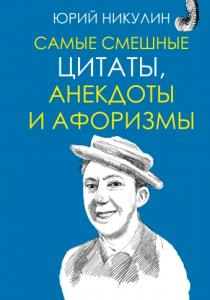 ЮРИЙ НИКУЛИН
САМЫЕ СМЕШНЫЕ
ЦИТАТЫ,
АНЕКДОТЫ
И АФОРИЗМЫ